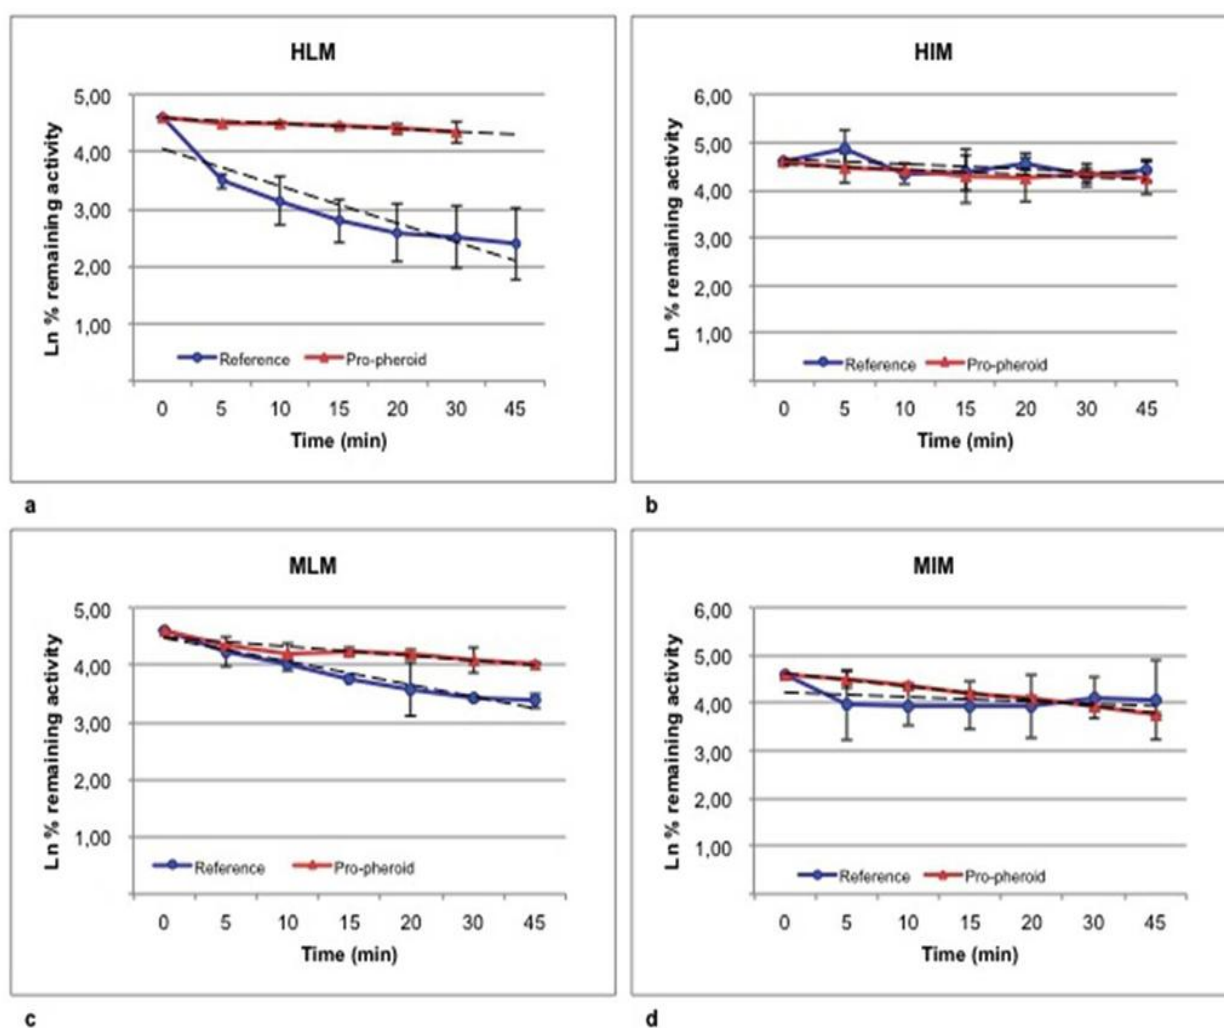 HLM
Ln % remaining activity
5,00
4,00
3,00
2,00
1,00
Reference Pro-pheroid
0 5 10 15 20 30 45
Time (min)
a
HIM
Ln % remaining activity
6,00
5,00
4,00
3,00
2,00
1,00
Reference Pro-pheroid
0 5 10 15 20 30 45
Time (min)
b
MLM
Ln % remaining activity
5,00
4,00
3,00
2,00
1,00
Reference Pro-pheroid
0 5 10 15 20 30 45
Time (min)
c
MIM
Ln % remaining activity
6,00
5,00
4,00
3,00
2,00
1,00
Reference Pro-pheroid
0 5 10 15 20 30 45
Time (min)
d